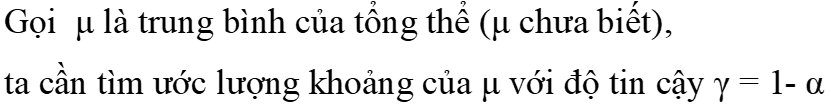 Gọi μ là trung bình của tổng thể (μ chưa biết),
ta cần tìm ước lượng khoảng của μ với độ tin cậy γ = 1- α